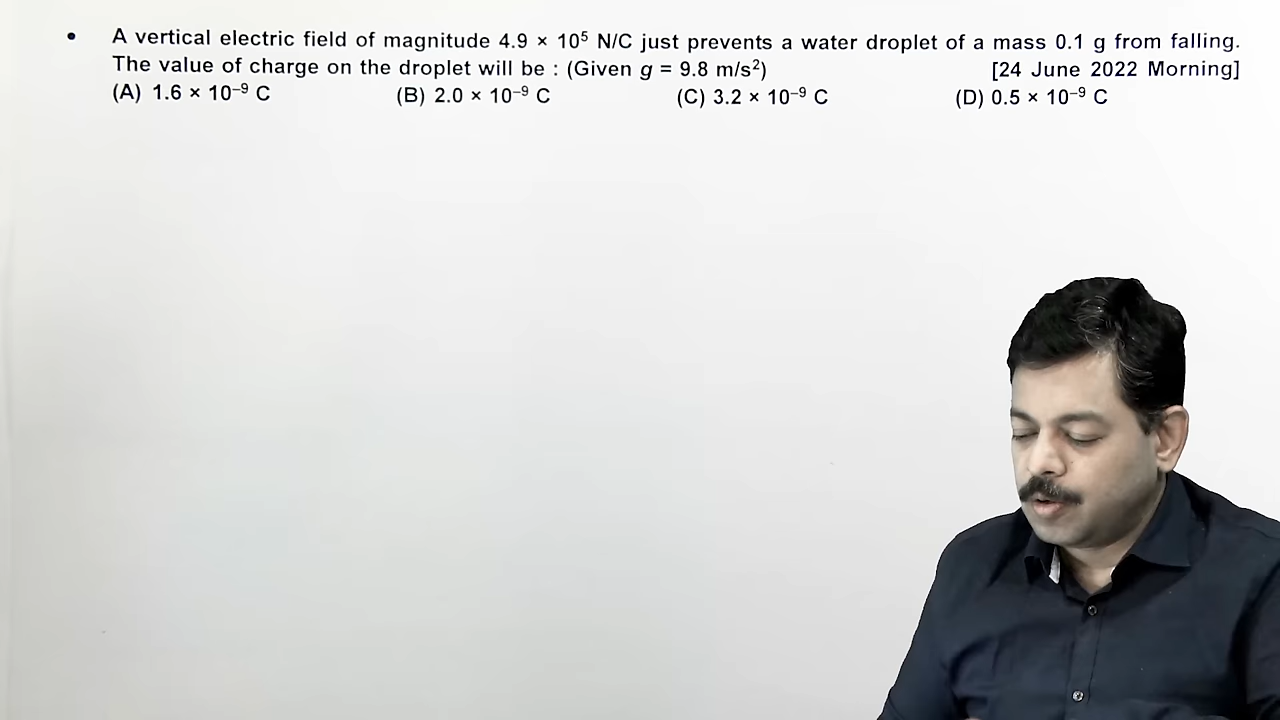 • A vertical electric field of magnitude 4.9 × 10⁵ N/C just prevents a water droplet of a mass 0.1 g from falling.
The value of charge on the droplet will be : (Given g = 9.8 m/s²) [24 June 2022 Morning]
(A) 1.6 × 10⁻⁹ C (B) 2.0 × 10⁻⁹ C (C) 3.2 × 10⁻⁹ C (D) 0.5 × 10⁻⁹ C